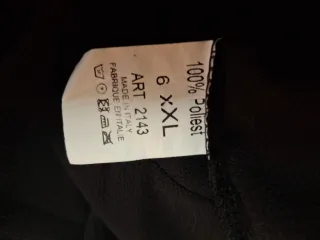 100% Poliest
6 XXL
ART 2143
MADE IN ITALY
FABRIQUE EN ITALIE